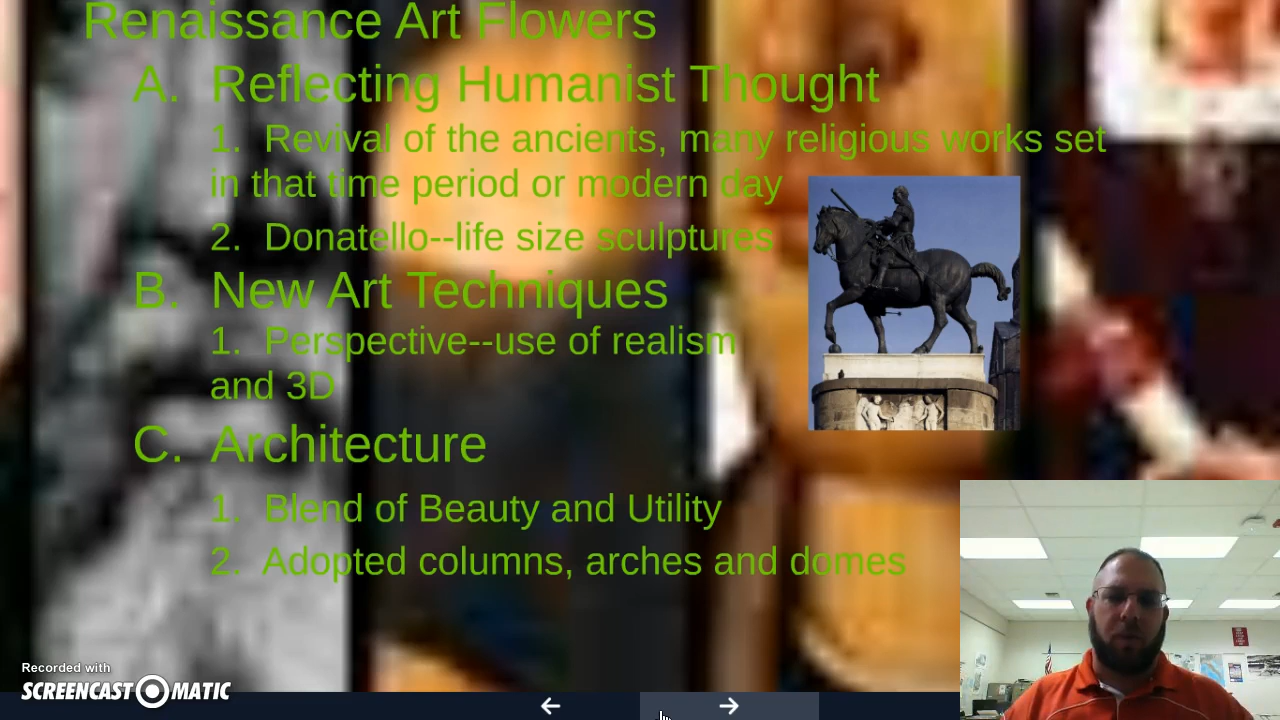 Renaissance Art Flowers
A. Reflecting Humanist Thought
1. Revival of the ancients, many religious works set
in that time period or modern day
2. Donatello--life size sculptures
B. New Art Techniques
1. Perspective--use of realism
and 3D
C. Architecture
1. Blend of Beauty and Utility
2. Adopted columns, arches and domes
Recorded with
SCREENCAST-O-MATIC